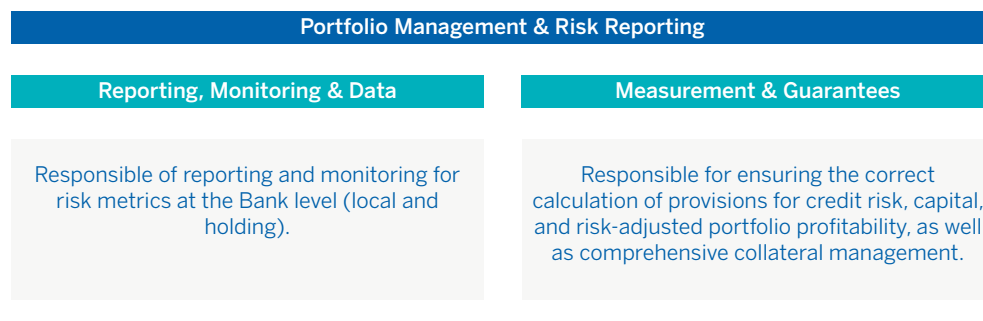 Portfolio Management & Risk Reporting
Reporting, Monitoring & Data
Responsible of reporting and monitoring for
risk metrics at the Bank level (local and
holding).
Measurement & Guarantees
Responsible for ensuring the correct
calculation of provisions for credit risk, capital,
and risk-adjusted portfolio profitability, as well
as comprehensive collateral management.